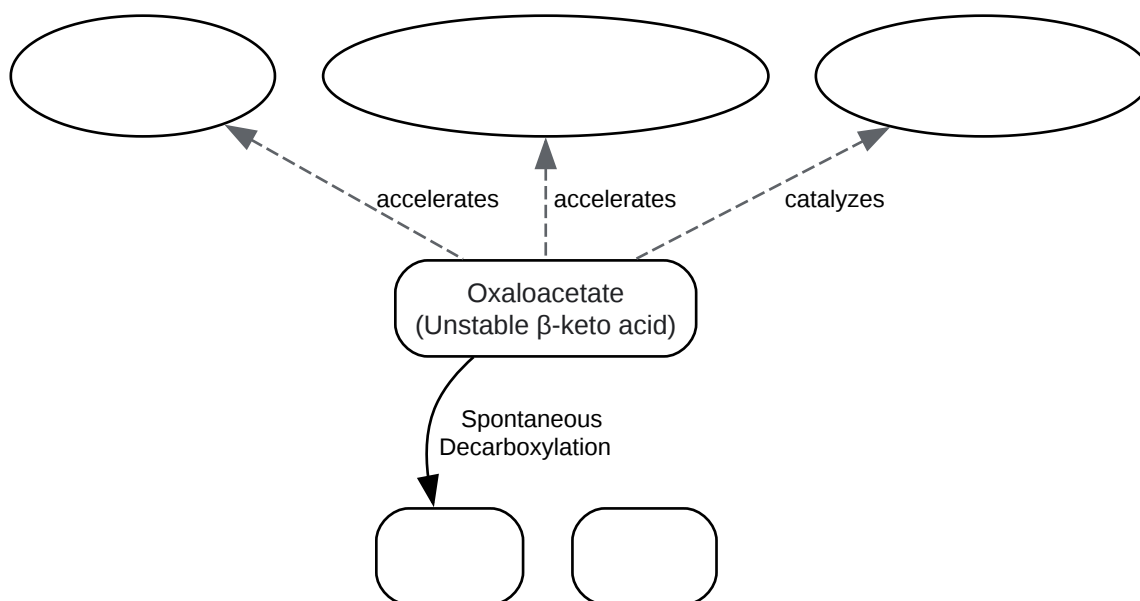 accelerates
accelerates
catalyzes
Oxaloacetate
(Unstable β-keto acid)
Spontaneous
Decarboxylation